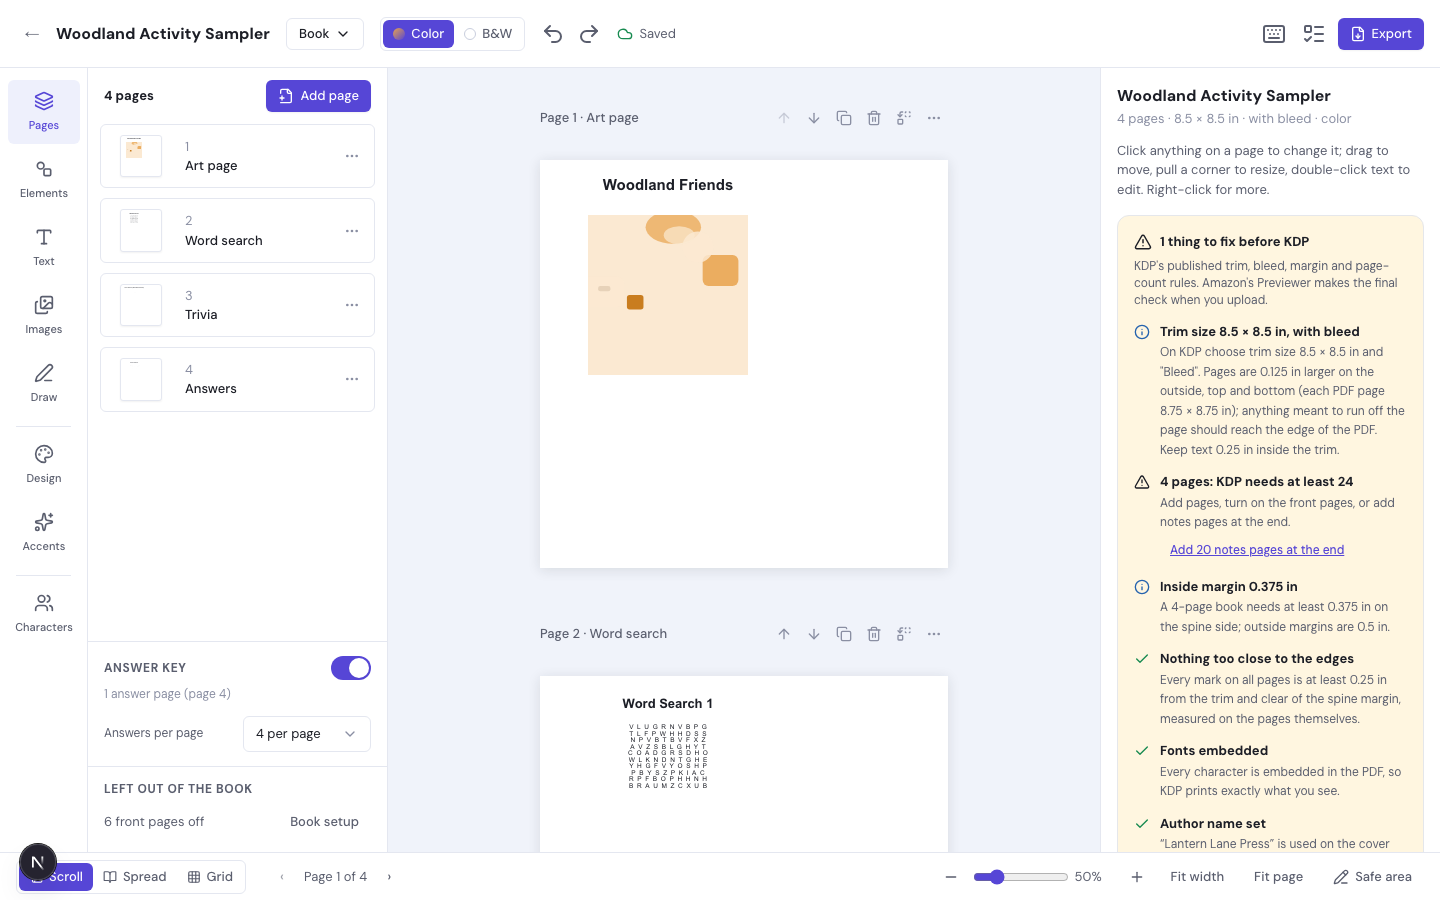 ← Woodland Activity Sampler Book Color B&W Saved Export
Pages
Elements
Text
Images
Draw
Design
Accents
Characters
4 pages Add page
1
Art page
2
Word search
3
Trivia
4
Answers
ANSWER KEY
1 answer page (page 4)
Answers per page 4 per page
LEFT OUT OF THE BOOK
6 front pages off Book setup
Page 1 · Art page
Woodland Friends
Page 2 · Word search
Word Search 1
V L U G R N V B P G
T L F P W H H D S S
N P V B T B V F X Z
A V Z S B L G H Y T
C O A D G R S D H O
W L K N D N T G H E
Y H G F V Y O S H P
P B Y S Z P K I A C
R P F B O P H H N H
B R A U M Z C X U B
Woodland Activity Sampler
4 pages · 8.5 × 8.5 in · with bleed · color
Click anything on a page to change it; drag to
move, pull a corner to resize, double-click text to
edit. Right-click for more.
1 thing to fix before KDP
KDP's published trim, bleed, margin and page-
count rules. Amazon's Previewer makes the final
check when you upload.
Trim size 8.5 × 8.5 in, with bleed
On KDP choose trim size 8.5 × 8.5 in and
"Bleed". Pages are 0.125 in larger on the
outside, top and bottom (each PDF page
8.75 × 8.75 in); anything meant to run off the
page should reach the edge of the PDF.
Keep text 0.25 in inside the trim.
4 pages: KDP needs at least 24
Add pages, turn on the front pages, or add
notes pages at the end.
Add 20 notes pages at the end
Inside margin 0.375 in
A 4-page book needs at least 0.375 in on
the spine side; outside margins are 0.5 in.
Nothing too close to the edges
Every mark on all pages is at least 0.25 in
from the trim and clear of the spine margin,
measured on the pages themselves.
Fonts embedded
Every character is embedded in the PDF, so
KDP prints exactly what you see.
Author name set
“Lantern Lane Press” is used on the cover
N Scroll Spread Grid ‹ Page 1 of 4 › 50% Fit width Fit page Safe area